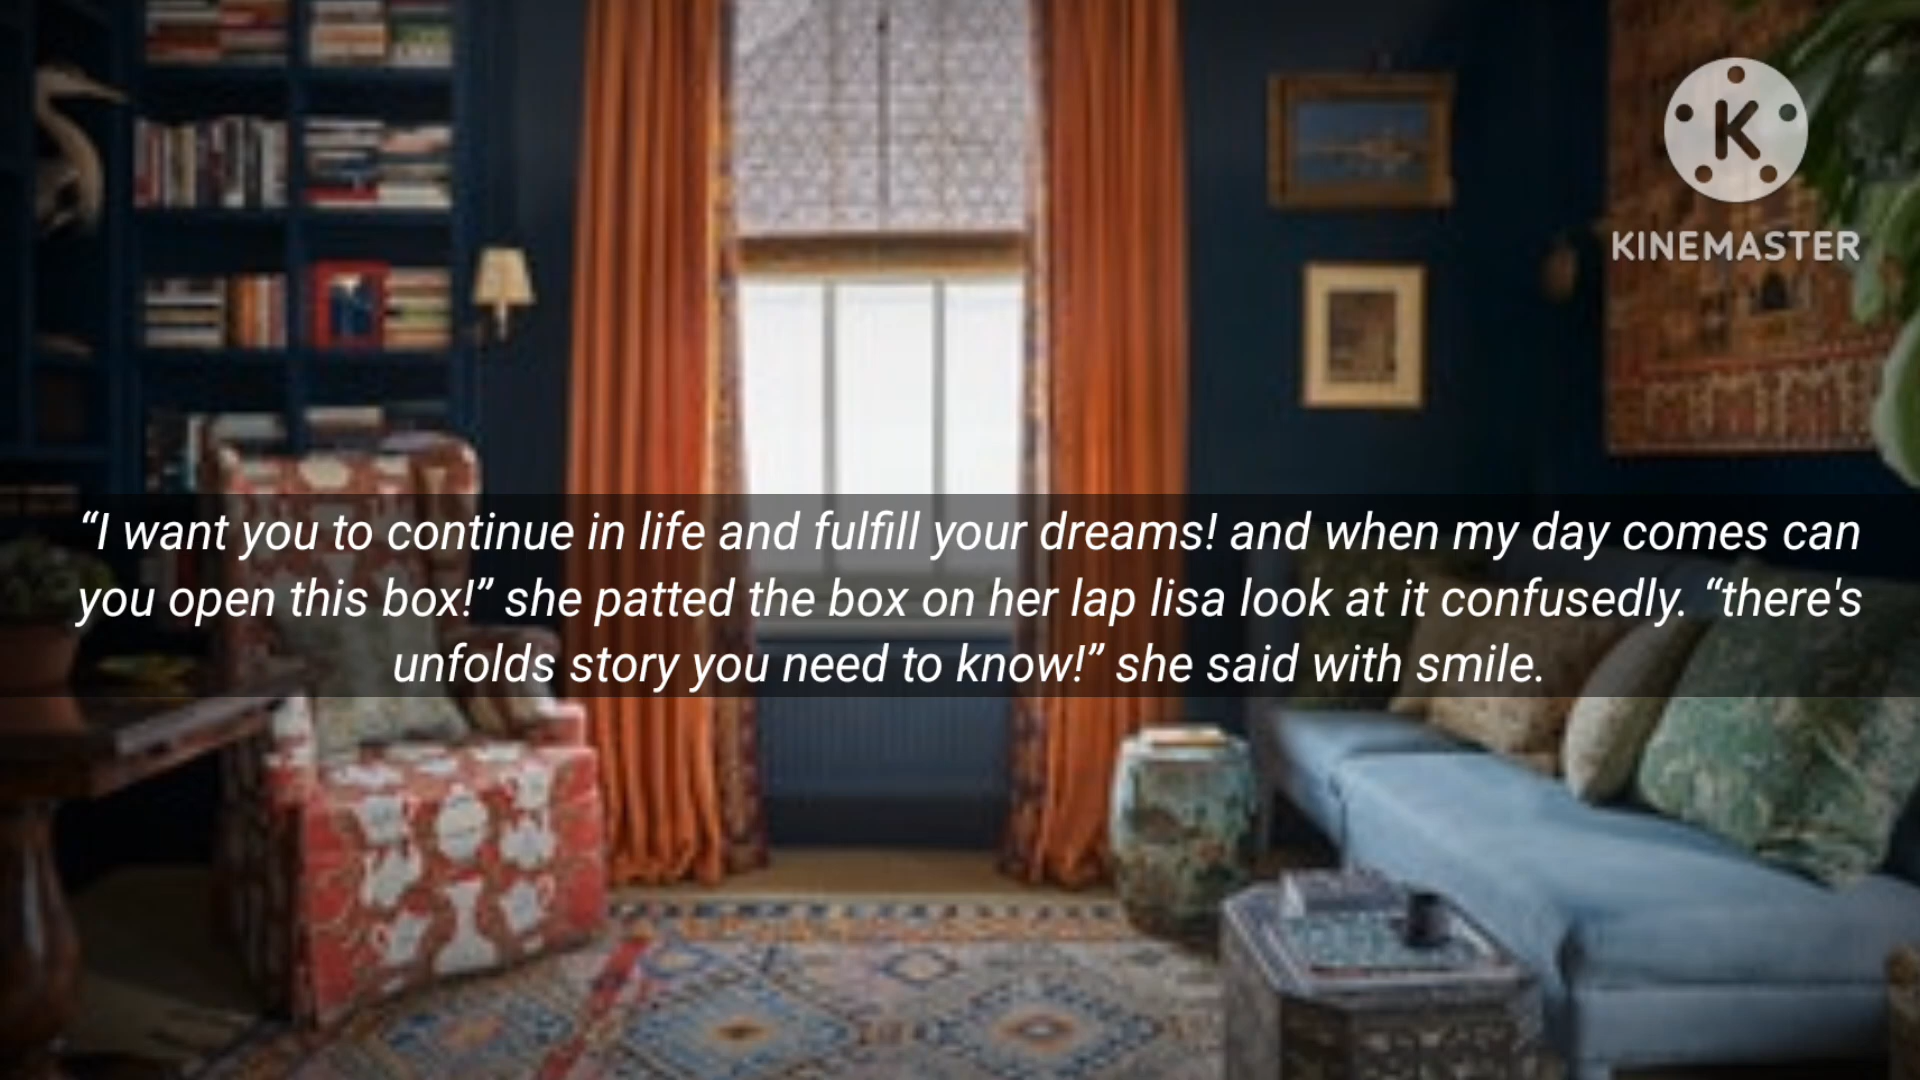 K
KINEMASTER
“I want you to continue in life and fulfill your dreams! and when my day comes can
you open this box!” she patted the box on her lap lisa look at it confusedly. “there's
unfolds story you need to know!” she said with smile.